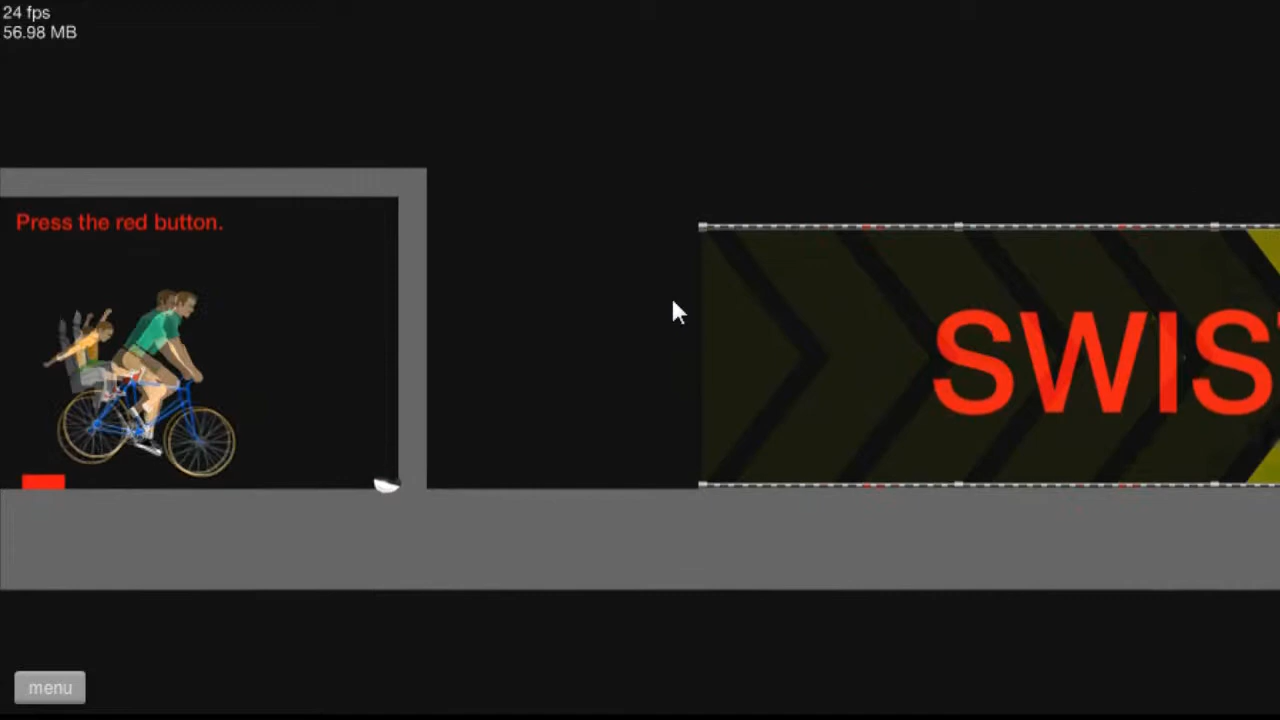 24 fps
56.98 MB
Press the red button.
SWIS
menu